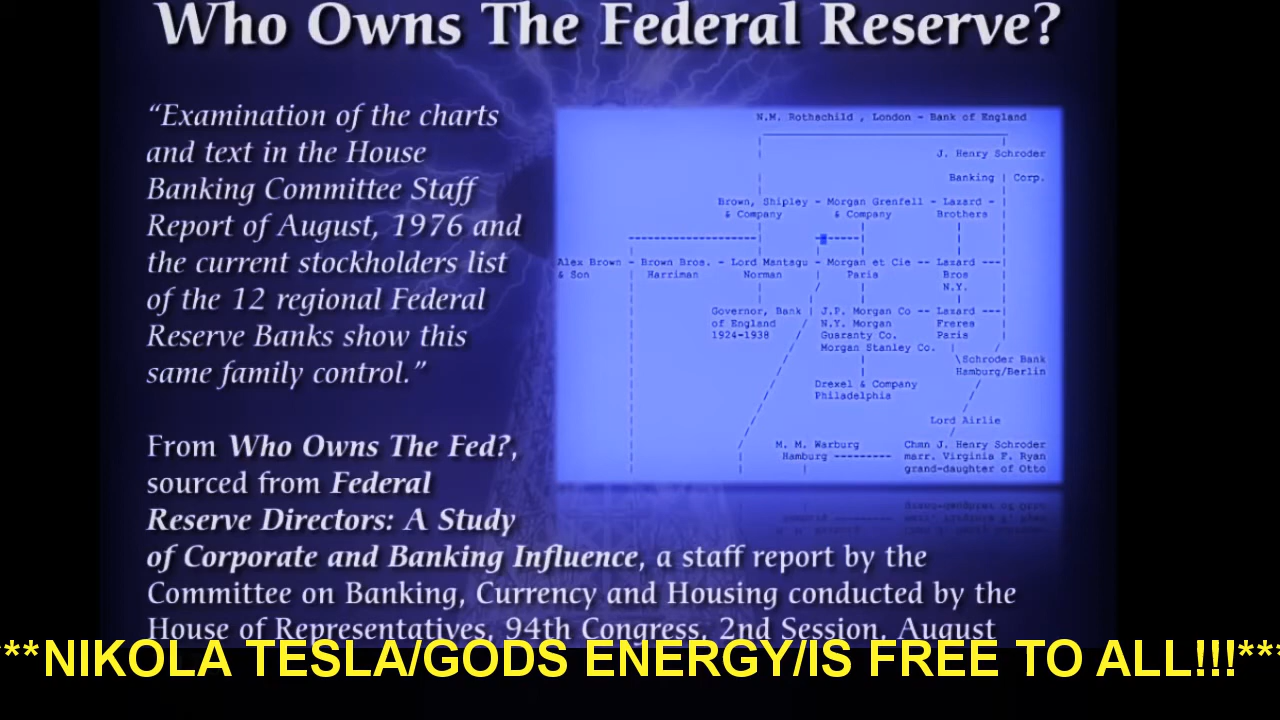 Who Owns The Federal Reserve?
“Examination of the charts
and text in the House
Banking Committee Staff
Report of August, 1976 and
the current stockholders list
of the 12 regional Federal
Reserve Banks show this
same family control.”
From Who Owns The Fed?,
sourced from Federal
Reserve Directors: A Study
of Corporate and Banking Influence, a staff report by the
Committee on Banking, Currency and Housing conducted by the
House of Representatives, 94th Congress, 2nd Session, August
N.M. Rothschild , London - Bank of England
J. Henry Schroder
Banking | Corp.
Brown, Shipley - Morgan Grenfell - Lazard -
& Company & Company Brothers
Alex Brown - Brown Bros. - Lord Mantagu - Morgan et Cie -- Lazard ---|
& Son Harriman Norman Paris Bros
N.Y.
Governor, Bank | J.P. Morgan Co -- Lazard ---|
of England N.Y. Morgan Freres
1924-1938 Guaranty Co. Paris
Morgan Stanley Co.
\Schroder Bank
Hamburg/Berlin
Drexel & Company
Philadelphia
Lord Airlie
M. M. Warburg Chmn J. Henry Schroder
Hamburg --------- marr. Virginia F. Ryan
grand-daughter of Otto
**NIKOLA TESLA/GODS ENERGY/IS FREE TO ALL!!!***